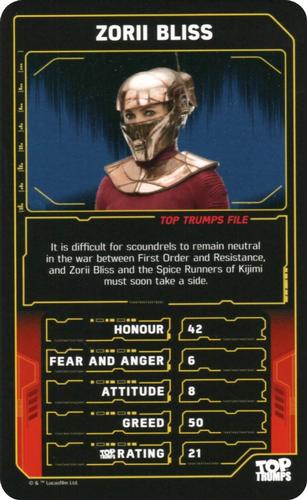 ZORII BLISS
TOP TRUMPS FILE
It is difficult for scoundrels to remain neutral
in the war between First Order and Resistance,
and Zorii Bliss and the Spice Runners of Kijimi
must soon take a side.
HONOUR 42
FEAR AND ANGER 6
ATTITUDE 8
GREED 50
TOP TRUMPS RATING 21
© & ™ Lucasfilm Ltd.
TOP
TRUMPS